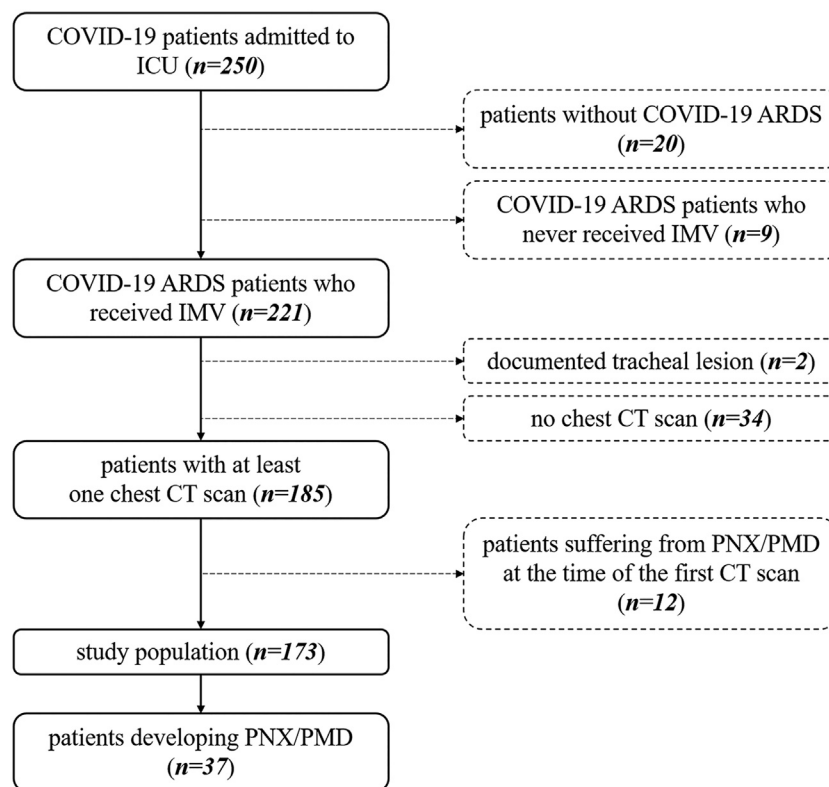 COVID-19 patients admitted to
ICU (n=250)
patients without COVID-19 ARDS
(n=20)
COVID-19 ARDS patients who
never received IMV (n=9)
COVID-19 ARDS patients who
received IMV (n=221)
documented tracheal lesion (n=2)
no chest CT scan (n=34)
patients with at least
one chest CT scan (n=185)
patients suffering from PNX/PMD
at the time of the first CT scan
(n=12)
study population (n=173)
patients developing PNX/PMD
(n=37)